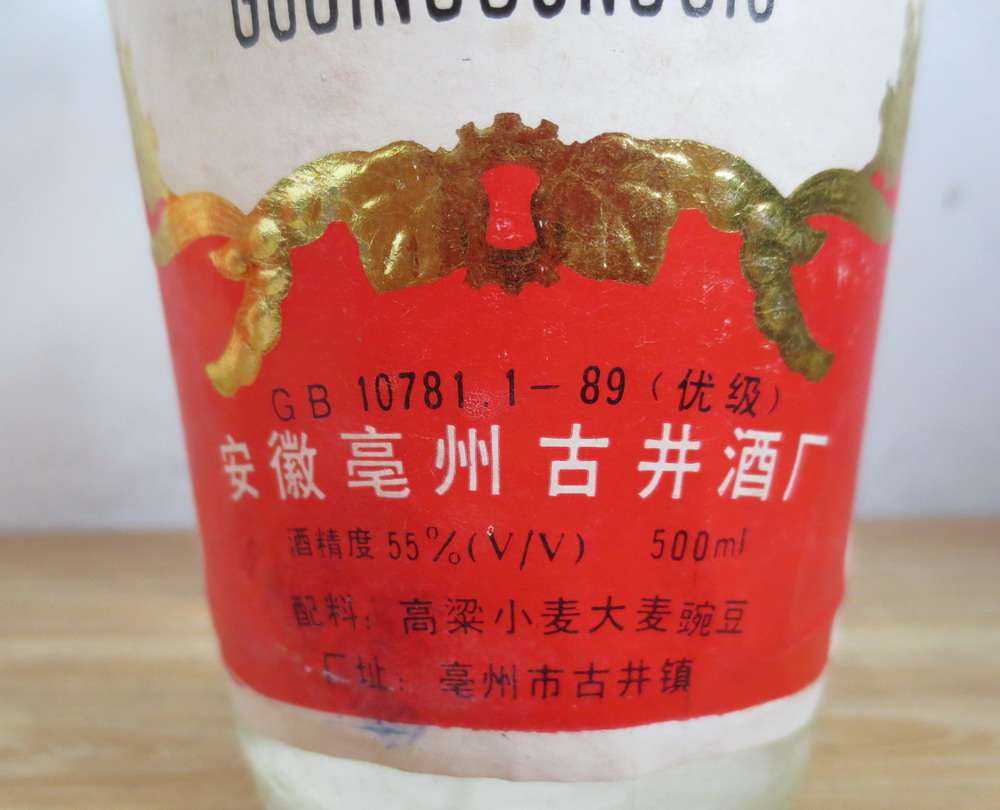 GUJINGGONGJIU
GB 10781.1-89（优级）
安徽亳州古井酒厂
酒精度55%(V/V) 500ml
配料：高粱小麦大麦豌豆
厂址：亳州市古井镇